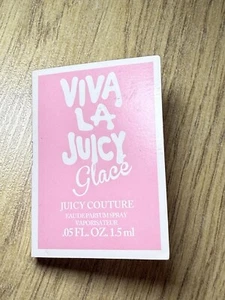 VIVA
LA
JUICY
Glacé
JUICY COUTURE
EAU DE PARFUM SPRAY
VAPORISATEUR
.05 FL. OZ. 1.5 ml